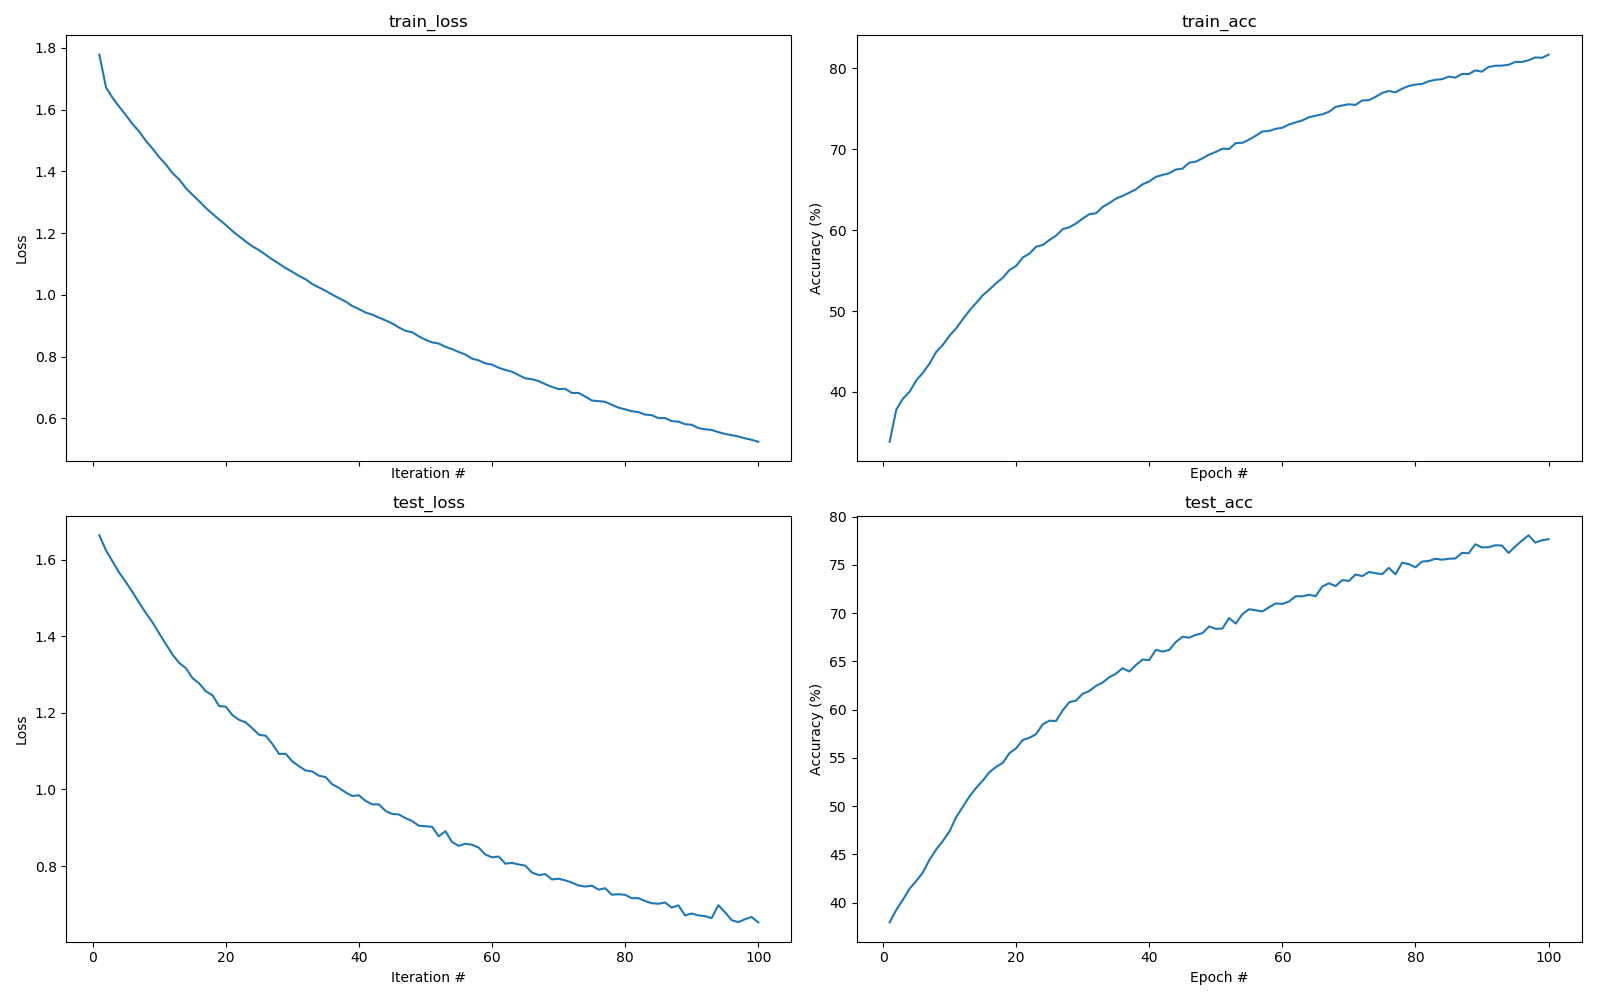 train_loss
1.8
1.6
1.4
1.2
1.0
0.8
0.6
Loss
Iteration #
train_acc
80
70
60
50
40
Accuracy (%)
Epoch #
test_loss
1.6
1.4
1.2
1.0
0.8
Loss
0 20 40 60 80 100
Iteration #
test_acc
80
75
70
65
60
55
50
45
40
Accuracy (%)
0 20 40 60 80 100
Epoch #